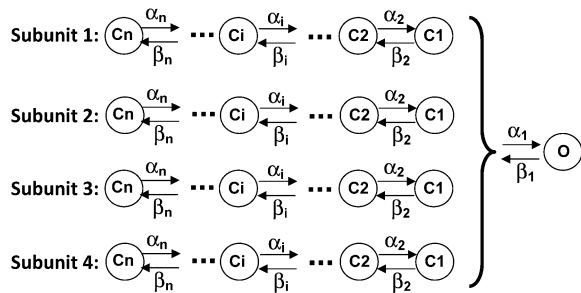 αn αi α2
Subunit 1: Cn ··· Ci ··· C2 C1
βn βi β2
αn αi α2
Subunit 2: Cn ··· Ci ··· C2 C1
βn βi β2
α1
O
β1
αn αi α2
Subunit 3: Cn ··· Ci ··· C2 C1
βn βi β2
αn αi α2
Subunit 4: Cn ··· Ci ··· C2 C1
βn βi β2